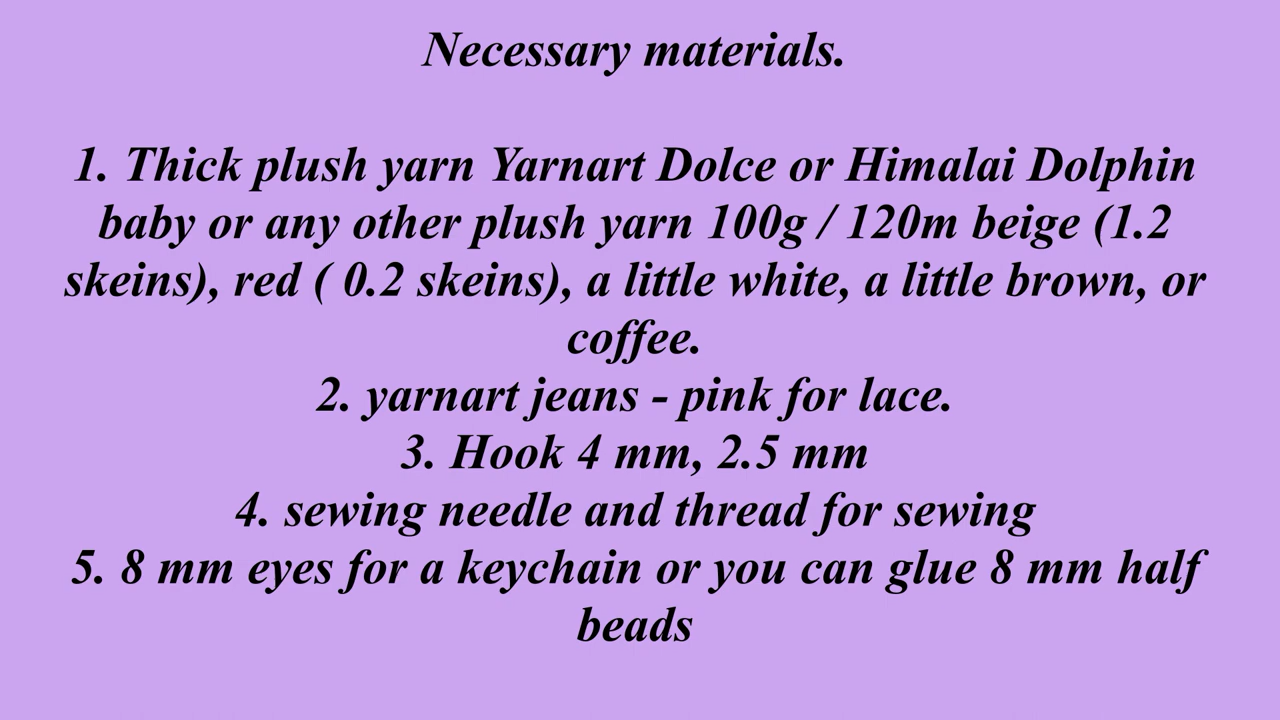 Necessary materials.
1. Thick plush yarn Yarnart Dolce or Himalai Dolphin
baby or any other plush yarn 100g / 120m beige (1.2
skeins), red ( 0.2 skeins), a little white, a little brown, or
coffee.
2. yarnart jeans - pink for lace.
3. Hook 4 mm, 2.5 mm
4. sewing needle and thread for sewing
5. 8 mm eyes for a keychain or you can glue 8 mm half
beads